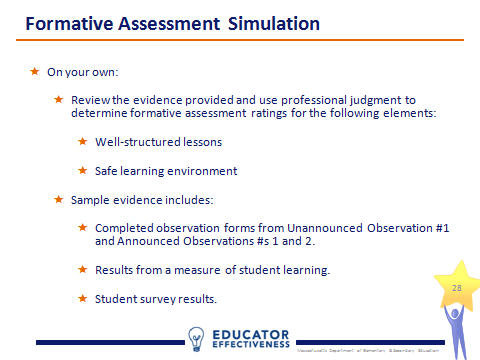 Formative Assessment Simulation
On your own:
Review the evidence provided and use professional judgment to
determine formative assessment ratings for the following elements:
Well-structured lessons
Safe learning environment
Sample evidence includes:
Completed observation forms from Unannounced Observation #1
and Announced Observations #s 1 and 2.
Results from a measure of student learning.
Student survey results.
28
EDUCATOR
EFFECTIVENESS
Massachusetts Department of Elementary & Secondary Education